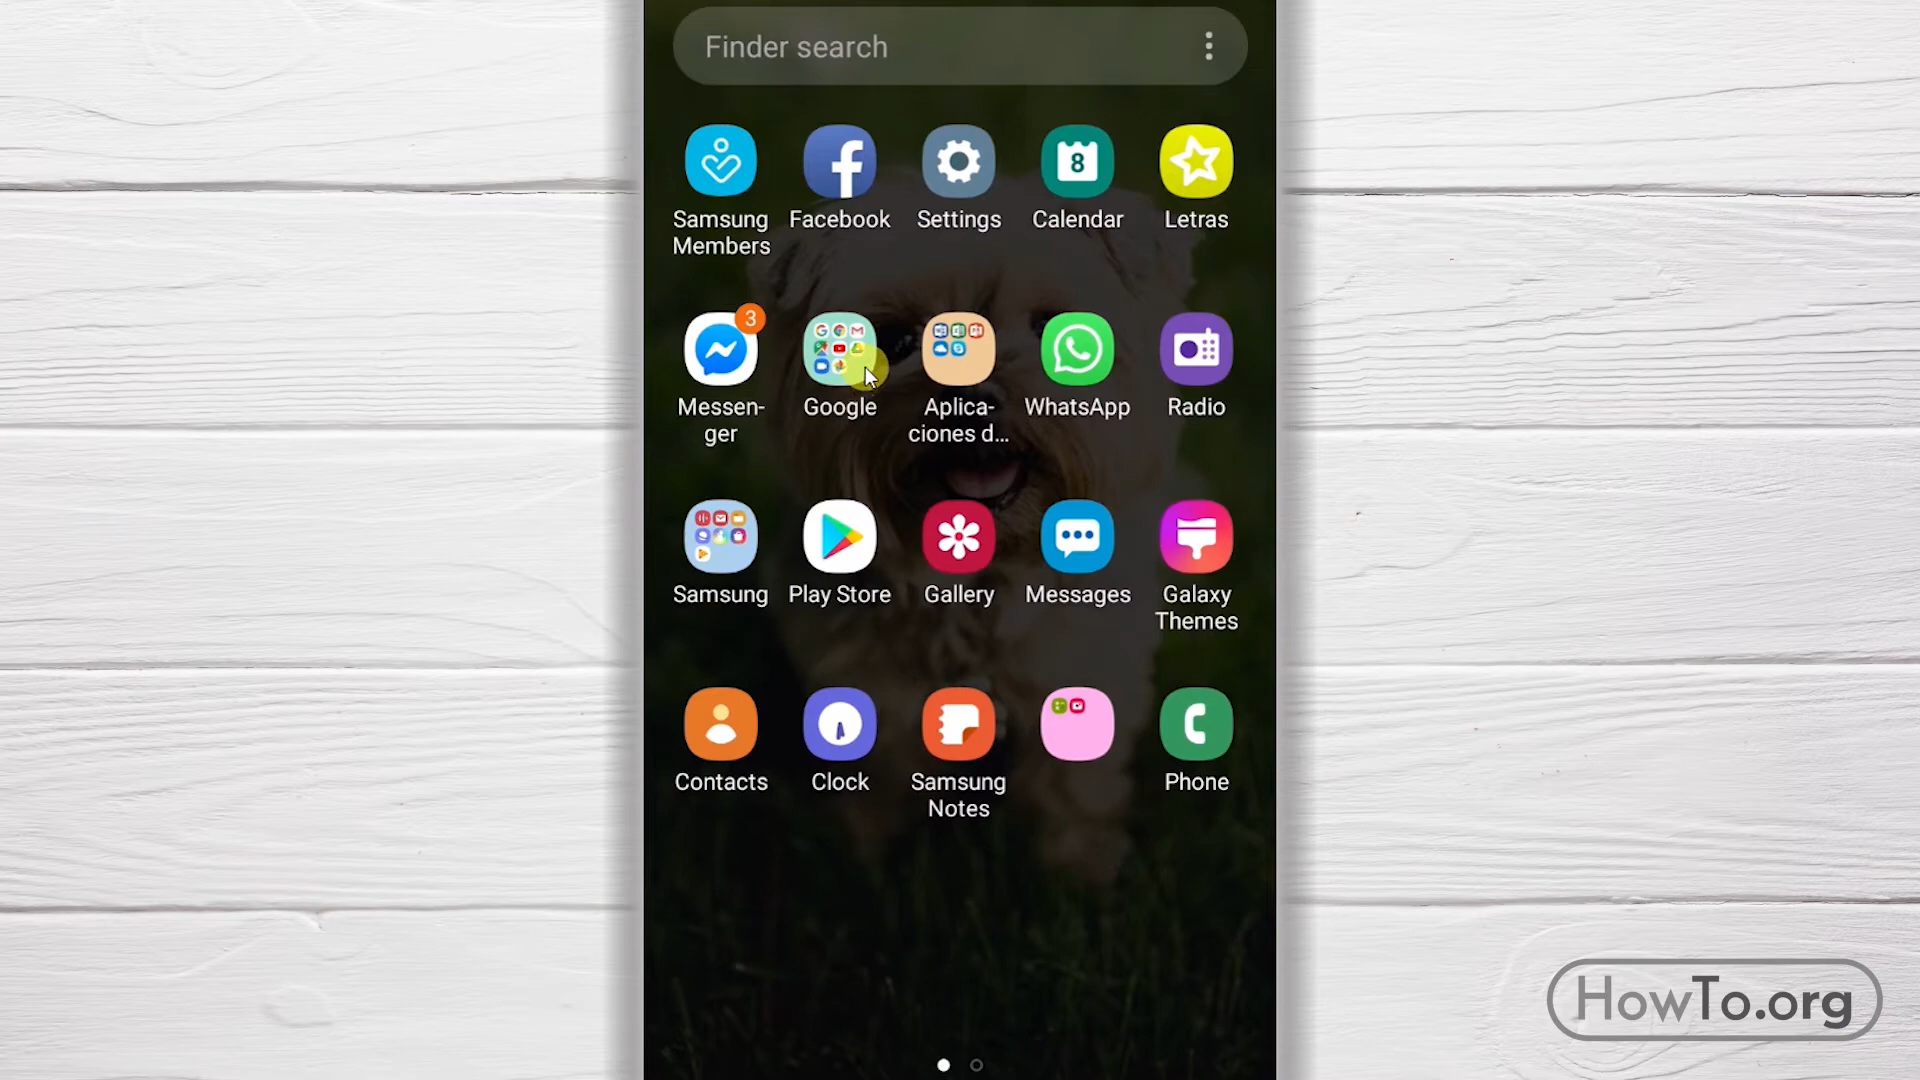 Finder search
8
Samsung
Members
Facebook
Settings
Calendar
Letras
3
Messen-
ger
Google
Aplica-
ciones d...
WhatsApp
Radio
Samsung
Play Store
Gallery
Messages
Galaxy
Themes
Contacts
Clock
Samsung
Notes
Phone
HowTo.org